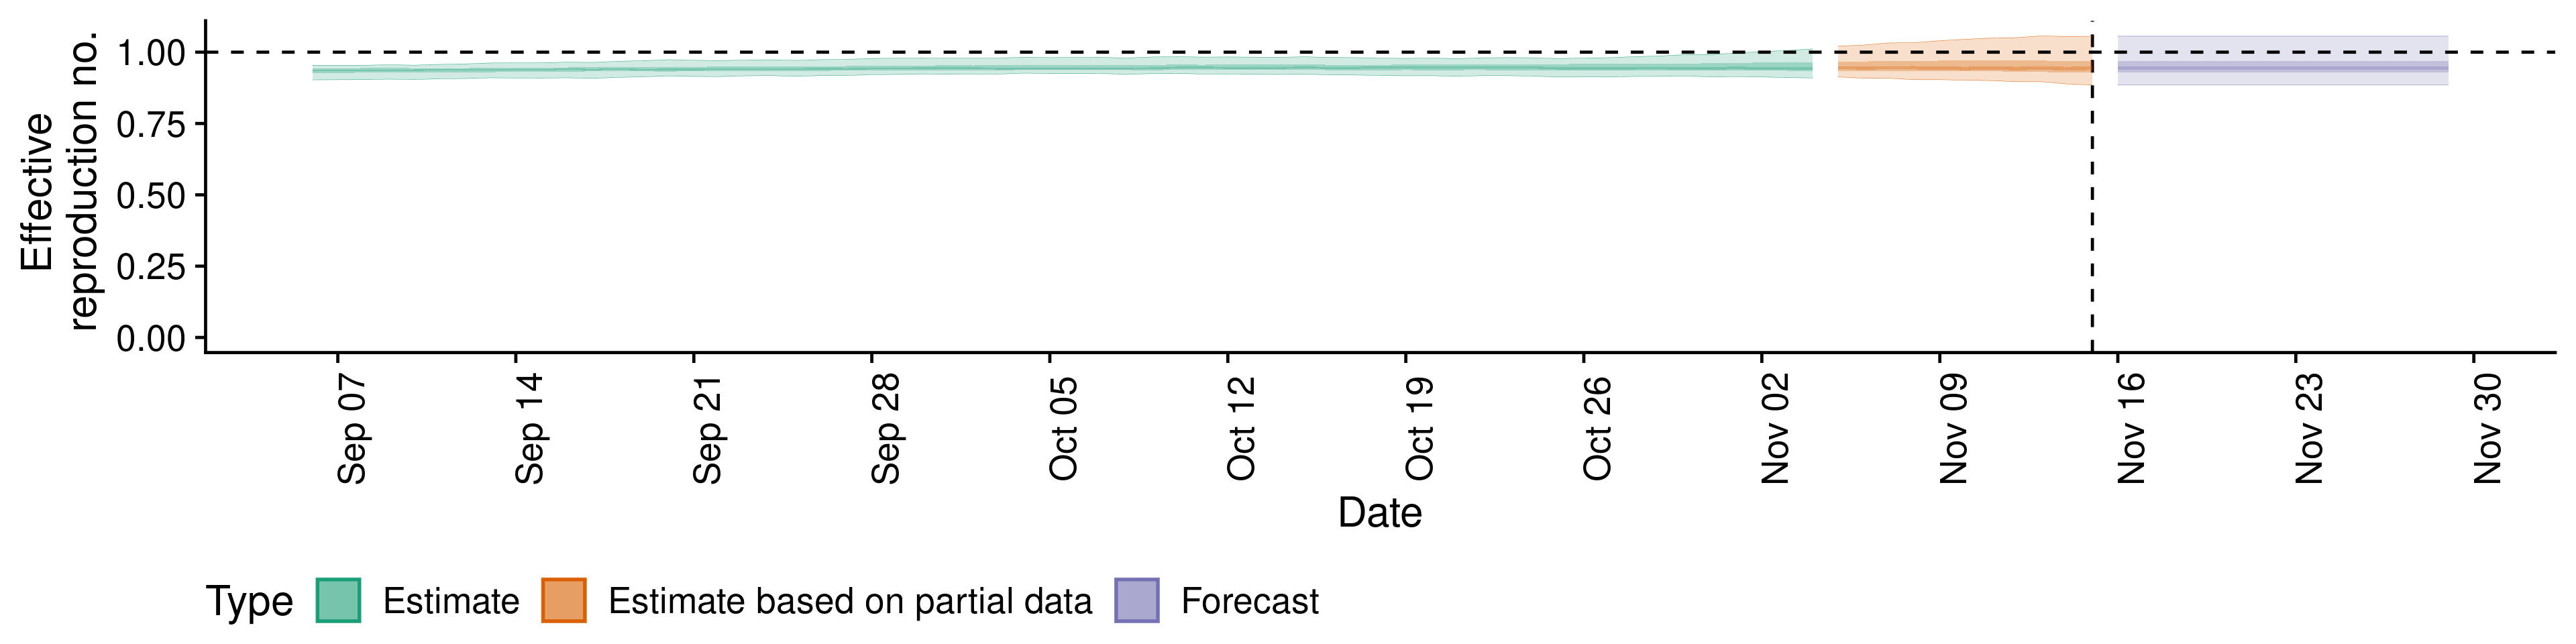 Effective
reproduction no.
1.00
0.75
0.50
0.25
0.00
Sep 07
Sep 14
Sep 21
Sep 28
Oct 05
Oct 12
Oct 19
Oct 26
Nov 02
Nov 09
Nov 16
Nov 23
Nov 30
Date
Type Estimate Estimate based on partial data Forecast